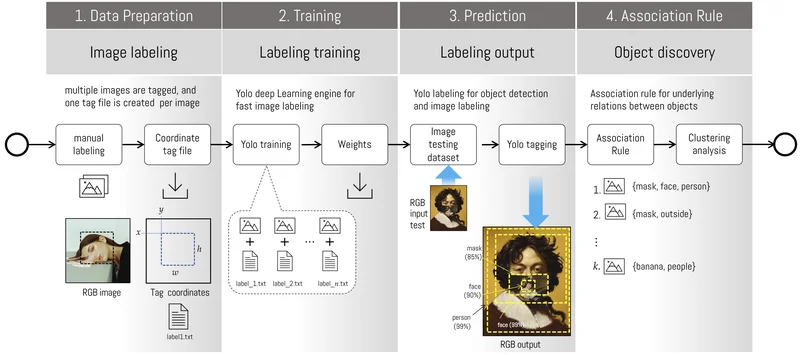 1. Data Preparation
2. Training
3. Prediction
4. Association Rule
Image labeling
Labeling training
Labeling output
Object discovery
multiple images are tagged, and
one tag file is created per image
Yolo deep Learning engine for
fast image labeling
Yolo labeling for object detection
and image labeling
Association rule for underlying
relations between objects
manual
labeling
Coordinate
tag file
Yolo training
Weights
Image
testing
dataset
Yolo tagging
Association
Rule
Clustering
analysis
RGB image
y
x
h
w
Tag coordinates
label1.txt
+
+
...
+
label_1.txt
label_2.txt
label_n.txt
RGB
input
test
mask
(85%)
face
(90%)
person
(99%)
face (89%)
RGB output
1.
{mask, face, person}
2.
{mask, outside}
⋮
k.
{banana, people}